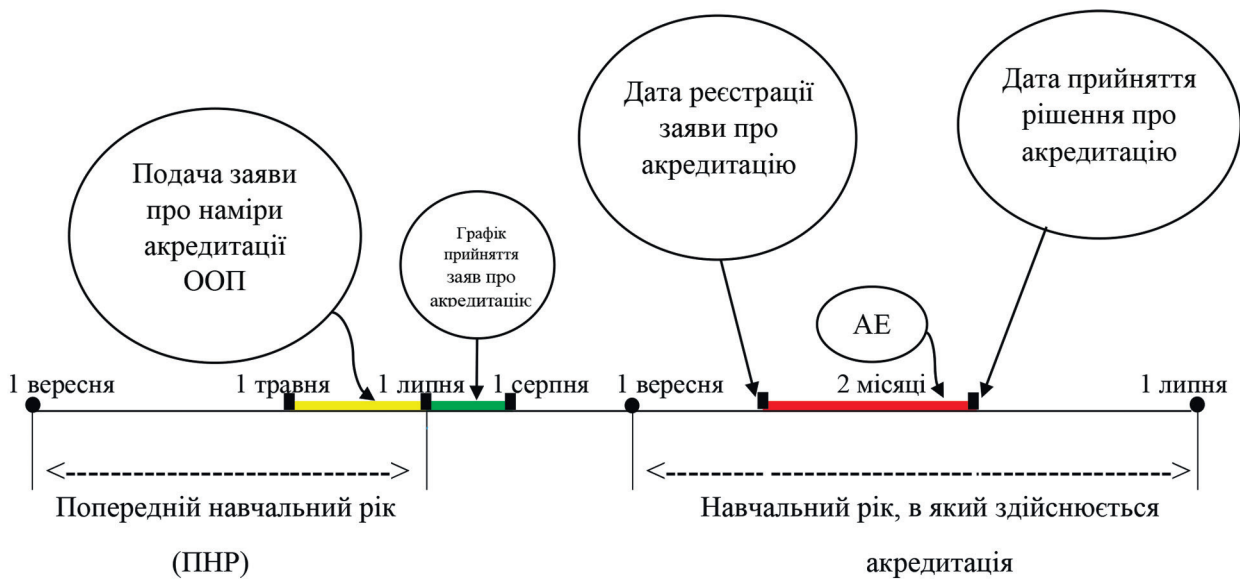 Подача заяви
про наміри
акредитації
ООП
Графік
прийняття
заяв про
акредитацію
Дата реєстрації
заяви про
акредитацію
Дата прийняття
рішення про
акредитацію
АЕ
1 вересня
1 травня
1 липня
1 серпня
1 вересня
2 місяці
1 липня
Попередній навчальний рік
(ПНР)
Навчальний рік, в який здійснюється
акредитація